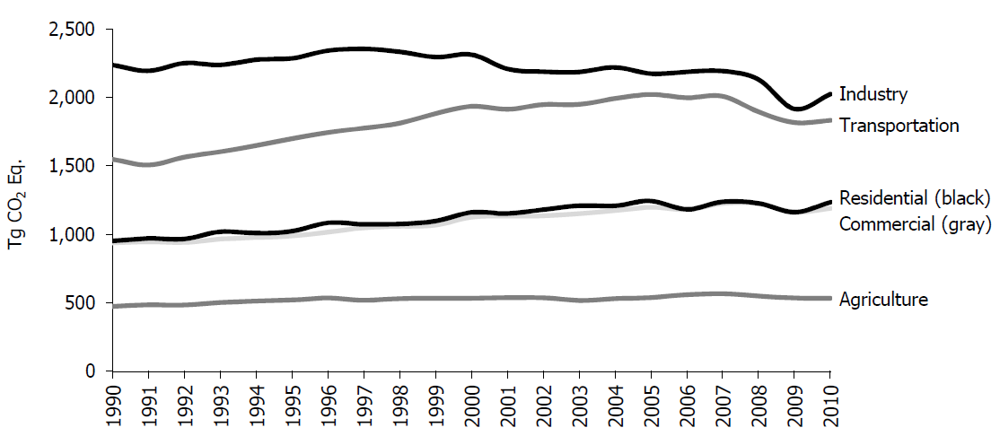 2,500
2,000
1,500
1,000
500
0
Tg CO₂ Eq.
Industry
Transportation
Residential (black)
Commercial (gray)
Agriculture
1990 1991 1992 1993 1994 1995 1996 1997 1998 1999 2000 2001 2002 2003 2004 2005 2006 2007 2008 2009 2010